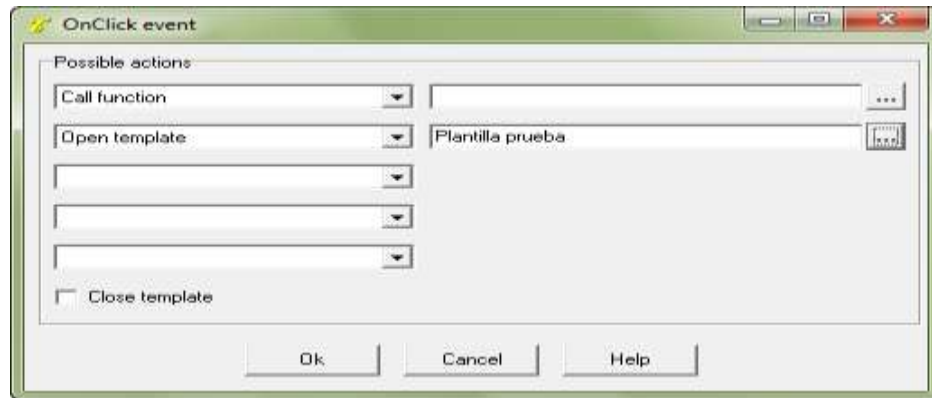 OnClick event
Possible actions
Call function ...
Open template Plantilla prueba ...
Close template
Ok Cancel Help